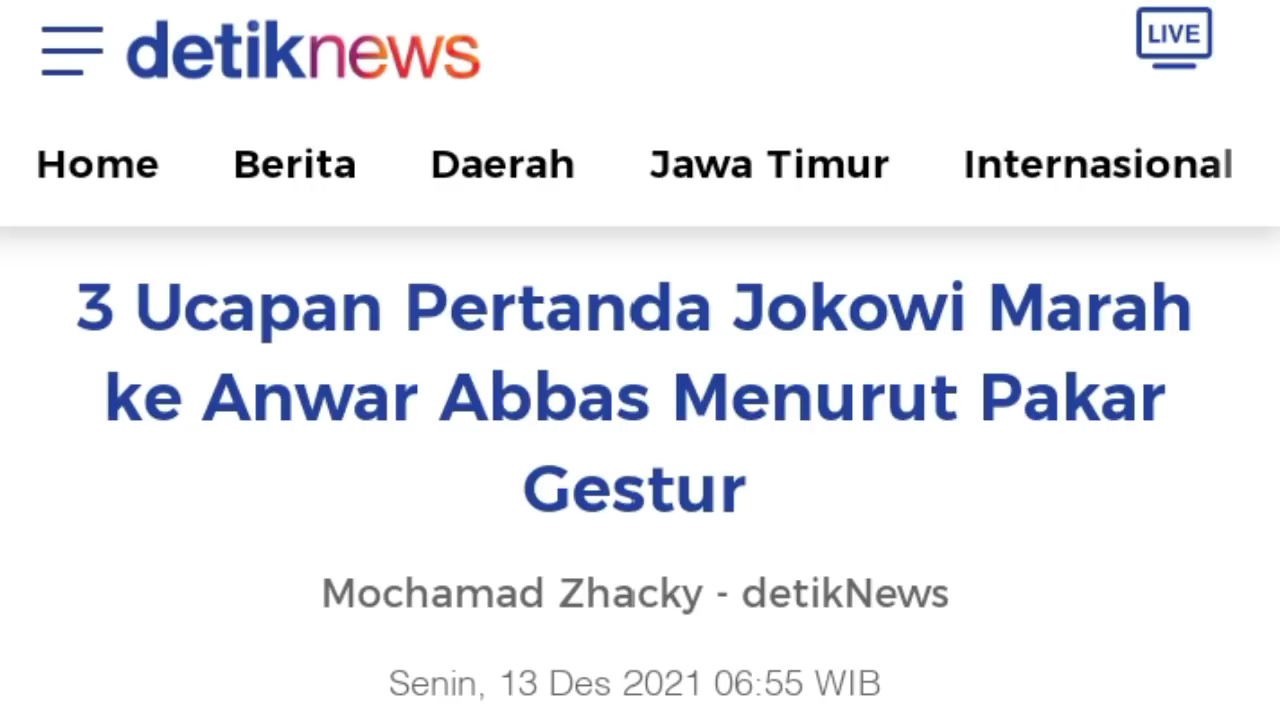 detiknews
LIVE
Home Berita Daerah Jawa Timur Internasional
3 Ucapan Pertanda Jokowi Marah
ke Anwar Abbas Menurut Pakar
Gestur
Mochamad Zhacky - detikNews
Senin, 13 Des 2021 06:55 WIB